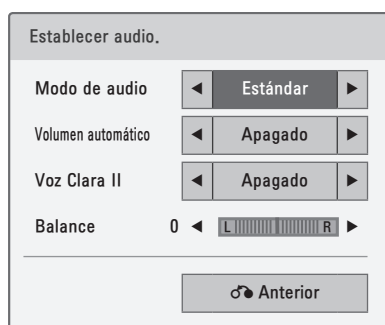 Establecer audio.
Modo de audio ◀ Estándar ▶
Volumen automático ◀ Apagado ▶
Voz Clara II ◀ Apagado ▶
Balance 0 ◀ L R ▶
Anterior